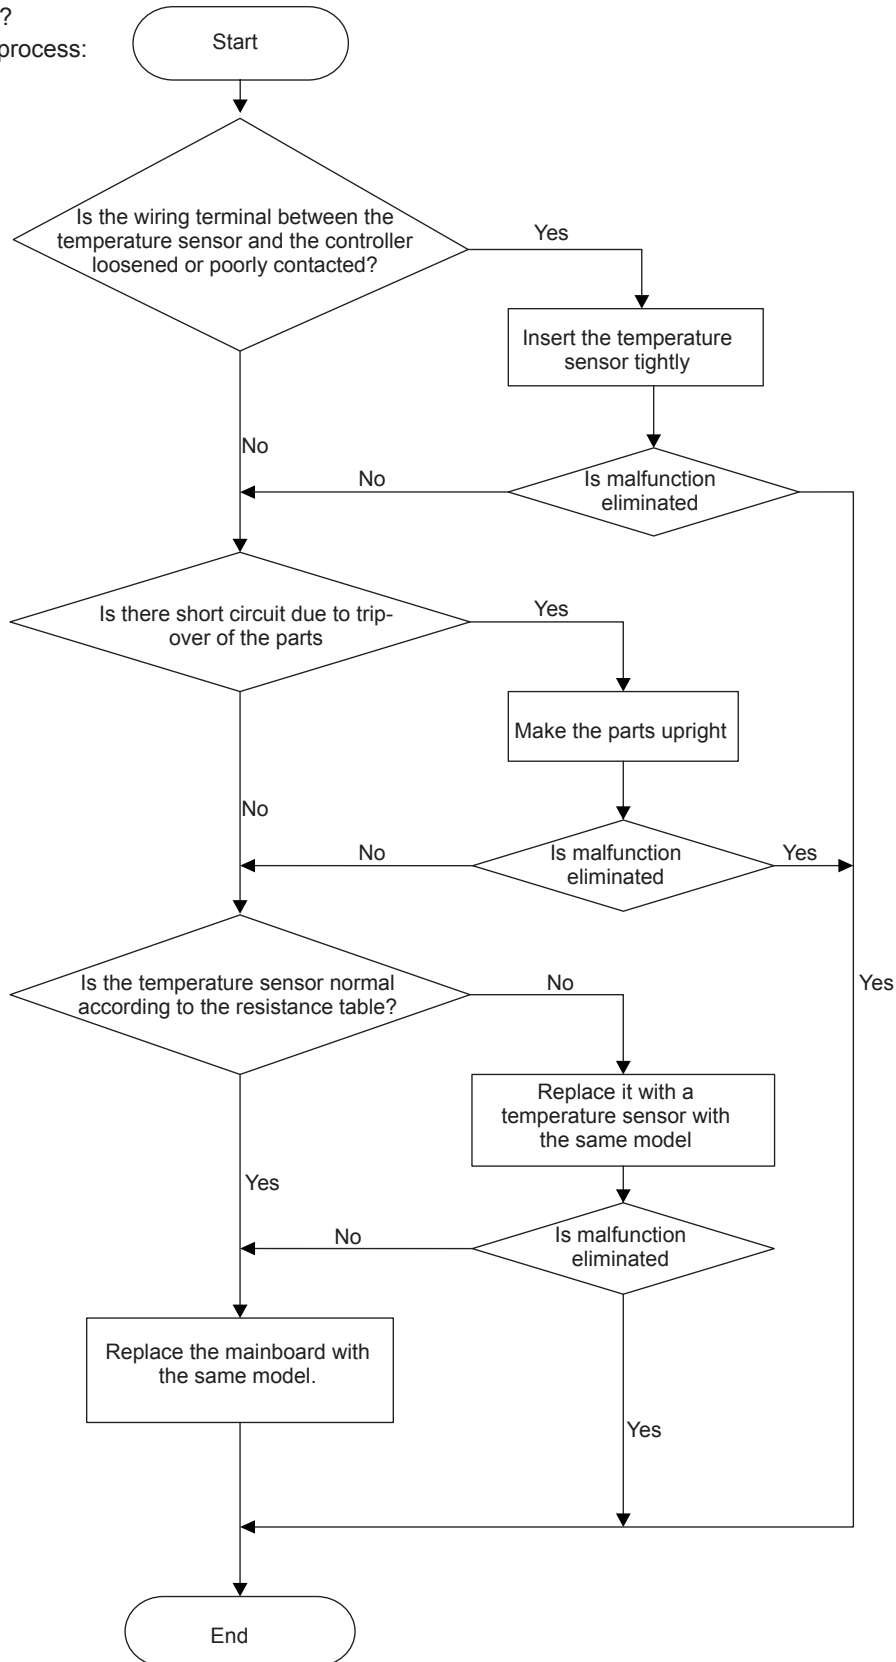 ?
process:
Start
Is the wiring terminal between the
temperature sensor and the controller
loosened or poorly contacted?
Yes
Insert the temperature
sensor tightly
No
No
Is malfunction
eliminated
Is there short circuit due to trip-
over of the parts
Yes
Make the parts upright
No
No
Is malfunction
eliminated
Yes
Is the temperature sensor normal
according to the resistance table?
No
Yes
Replace it with a
temperature sensor with
the same model
Yes
No
Is malfunction
eliminated
Replace the mainboard with
the same model.
Yes
End